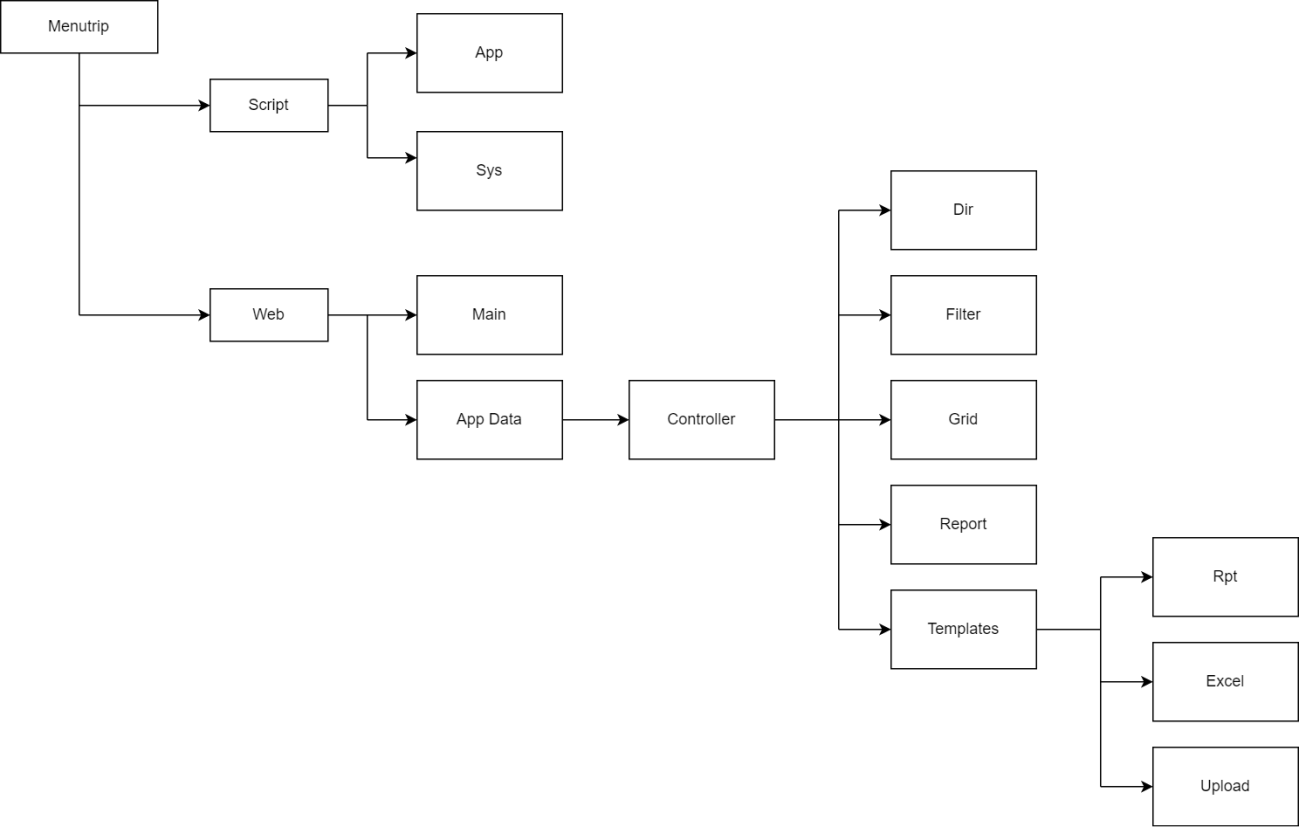 Menutrip
App
Script
Sys
Dir
Web
Main
Filter
App Data
Controller
Grid
Report
Rpt
Templates
Excel
Upload